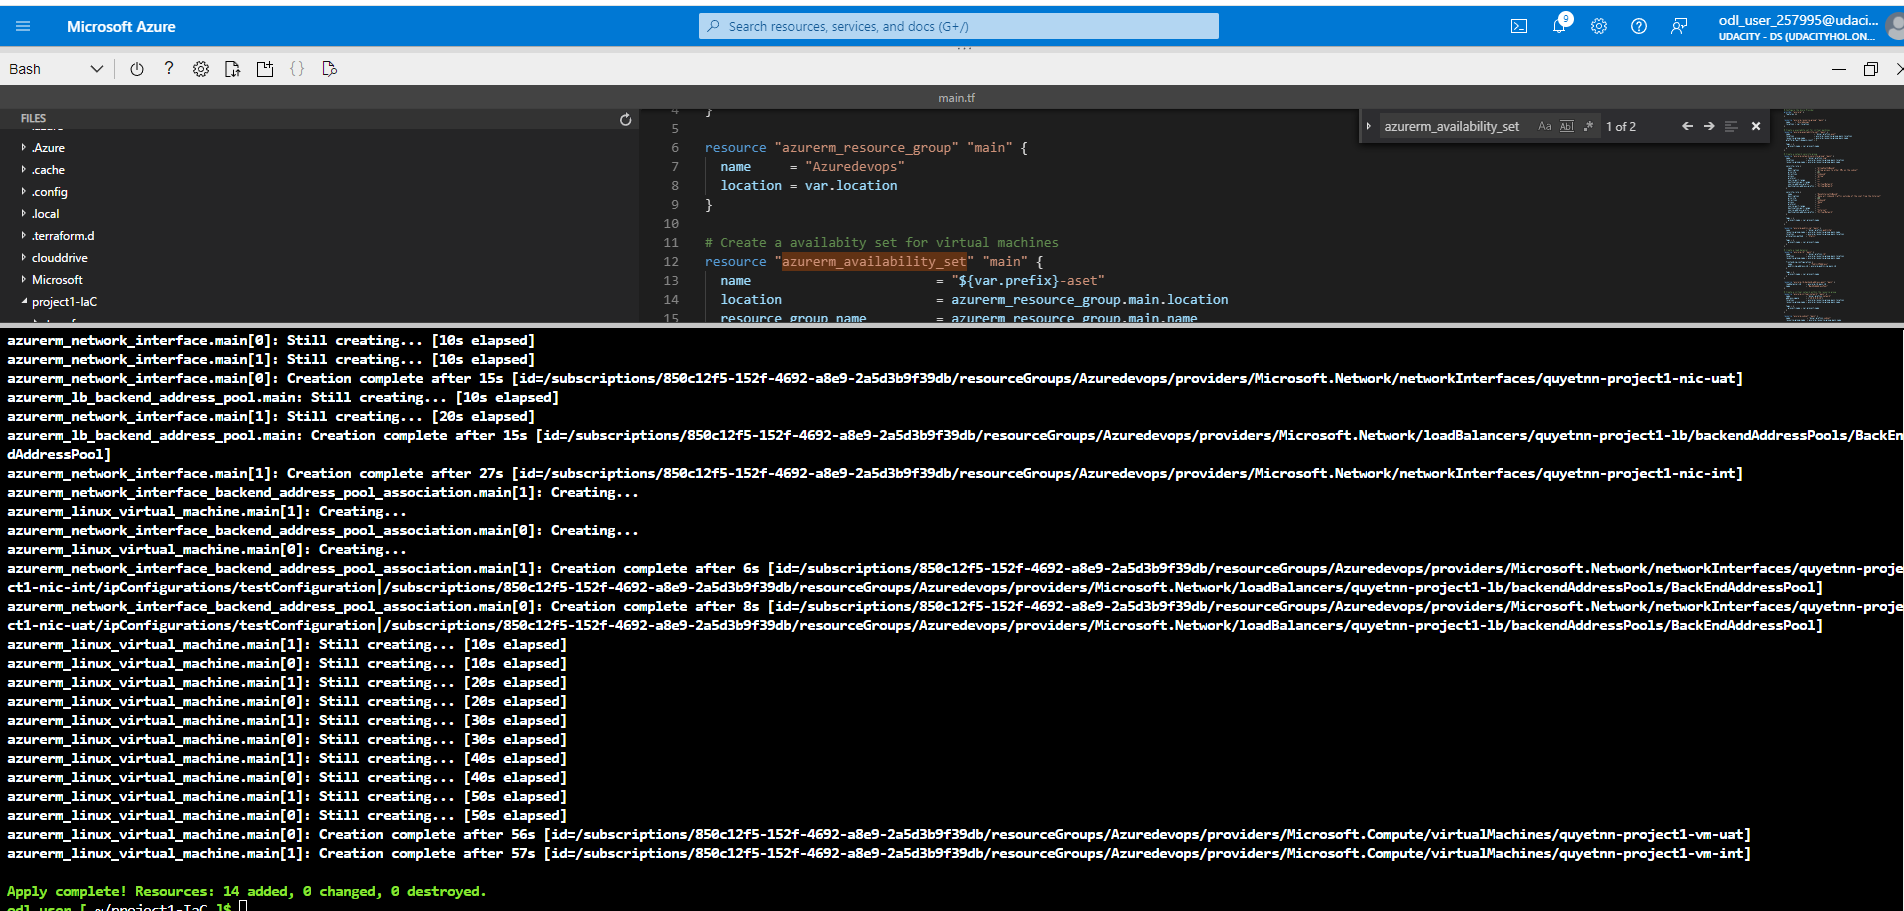 Microsoft Azure
Search resources, services, and docs (G+/)
9
odl_user_257995@udaci...
UDACITY - DS (UDACITYHOL.ON...
Bash
?
{}
main.tf
FILES
.Azure
.cache
.config
.local
.terraform.d
clouddrive
Microsoft
project1-IaC
azurerm_availability_set
Aa
Abl
.*
1 of 2
4 }
5
6 resource "azurerm_resource_group" "main" {
7 name = "Azuredevops"
8 location = var.location
9 }
10
11 # Create a availabity set for virtual machines
12 resource "azurerm_availability_set" "main" {
13 name = "${var.prefix}-aset"
14 location = azurerm_resource_group.main.location
15 resource_group_name = azurerm_resource_group.main.name
azurerm_network_interface.main[0]: Still creating... [10s elapsed]
azurerm_network_interface.main[1]: Still creating... [10s elapsed]
azurerm_network_interface.main[0]: Creation complete after 15s [id=/subscriptions/850c12f5-152f-4692-a8e9-2a5d3b9f39db/resourceGroups/Azuredevops/providers/Microsoft.Network/networkInterfaces/quyetnn-project1-nic-uat]
azurerm_lb_backend_address_pool.main: Still creating... [10s elapsed]
azurerm_network_interface.main[1]: Still creating... [20s elapsed]
azurerm_lb_backend_address_pool.main: Creation complete after 15s [id=/subscriptions/850c12f5-152f-4692-a8e9-2a5d3b9f39db/resourceGroups/Azuredevops/providers/Microsoft.Network/loadBalancers/quyetnn-project1-lb/backendAddressPools/BackEn
dAddressPool]
azurerm_network_interface.main[1]: Creation complete after 27s [id=/subscriptions/850c12f5-152f-4692-a8e9-2a5d3b9f39db/resourceGroups/Azuredevops/providers/Microsoft.Network/networkInterfaces/quyetnn-project1-nic-int]
azurerm_network_interface_backend_address_pool_association.main[1]: Creating...
azurerm_linux_virtual_machine.main[1]: Creating...
azurerm_network_interface_backend_address_pool_association.main[0]: Creating...
azurerm_linux_virtual_machine.main[0]: Creating...
azurerm_network_interface_backend_address_pool_association.main[1]: Creation complete after 6s [id=/subscriptions/850c12f5-152f-4692-a8e9-2a5d3b9f39db/resourceGroups/Azuredevops/providers/Microsoft.Network/networkInterfaces/quyetnn-proje
ct1-nic-int/ipConfigurations/testConfiguration|/subscriptions/850c12f5-152f-4692-a8e9-2a5d3b9f39db/resourceGroups/Azuredevops/providers/Microsoft.Network/loadBalancers/quyetnn-project1-lb/backendAddressPools/BackEndAddressPool]
azurerm_network_interface_backend_address_pool_association.main[0]: Creation complete after 8s [id=/subscriptions/850c12f5-152f-4692-a8e9-2a5d3b9f39db/resourceGroups/Azuredevops/providers/Microsoft.Network/networkInterfaces/quyetnn-proje
ct1-nic-uat/ipConfigurations/testConfiguration|/subscriptions/850c12f5-152f-4692-a8e9-2a5d3b9f39db/resourceGroups/Azuredevops/providers/Microsoft.Network/loadBalancers/quyetnn-project1-lb/backendAddressPools/BackEndAddressPool]
azurerm_linux_virtual_machine.main[1]: Still creating... [10s elapsed]
azurerm_linux_virtual_machine.main[0]: Still creating... [10s elapsed]
azurerm_linux_virtual_machine.main[1]: Still creating... [20s elapsed]
azurerm_linux_virtual_machine.main[0]: Still creating... [20s elapsed]
azurerm_linux_virtual_machine.main[1]: Still creating... [30s elapsed]
azurerm_linux_virtual_machine.main[0]: Still creating... [30s elapsed]
azurerm_linux_virtual_machine.main[1]: Still creating... [40s elapsed]
azurerm_linux_virtual_machine.main[0]: Still creating... [40s elapsed]
azurerm_linux_virtual_machine.main[1]: Still creating... [50s elapsed]
azurerm_linux_virtual_machine.main[0]: Still creating... [50s elapsed]
azurerm_linux_virtual_machine.main[0]: Creation complete after 56s [id=/subscriptions/850c12f5-152f-4692-a8e9-2a5d3b9f39db/resourceGroups/Azuredevops/providers/Microsoft.Compute/virtualMachines/quyetnn-project1-vm-uat]
azurerm_linux_virtual_machine.main[1]: Creation complete after 57s [id=/subscriptions/850c12f5-152f-4692-a8e9-2a5d3b9f39db/resourceGroups/Azuredevops/providers/Microsoft.Compute/virtualMachines/quyetnn-project1-vm-int]
Apply complete! Resources: 14 added, 0 changed, 0 destroyed.
odl_user [ ~/project1-IaC ]$